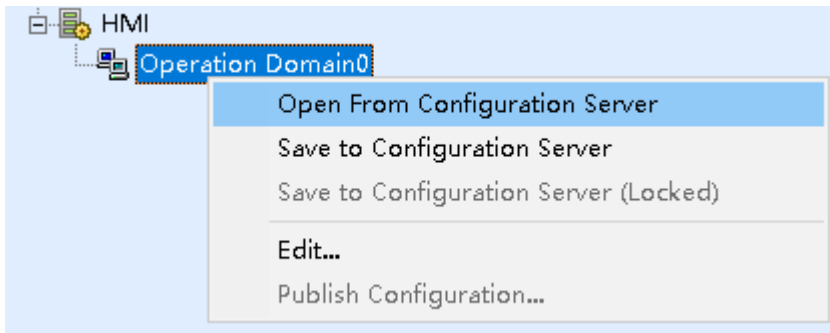 HMI
Operation Domain0
Open From Configuration Server
Save to Configuration Server
Save to Configuration Server (Locked)
Edit...
Publish Configuration...